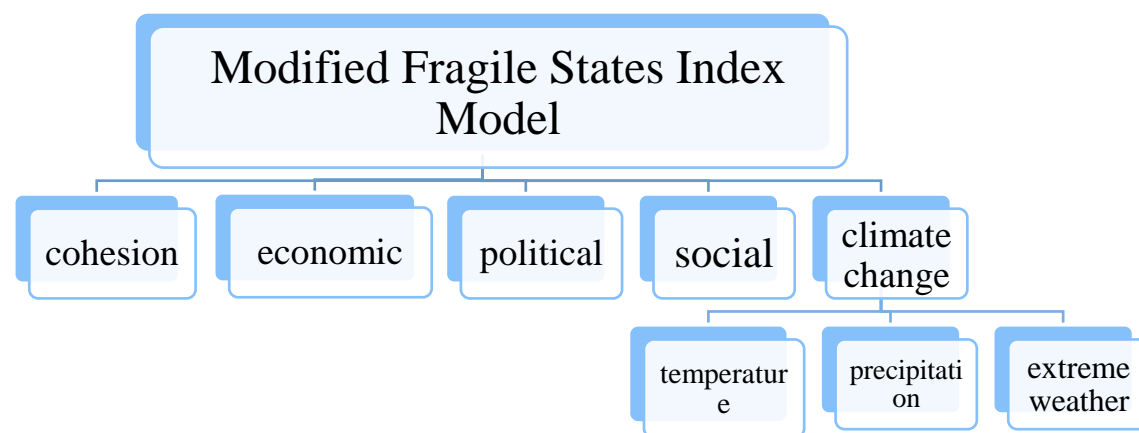 Modified Fragile States Index
Model
cohesion
economic
political
social
climate
change
temperatur
e
precipitati
on
extreme
weather